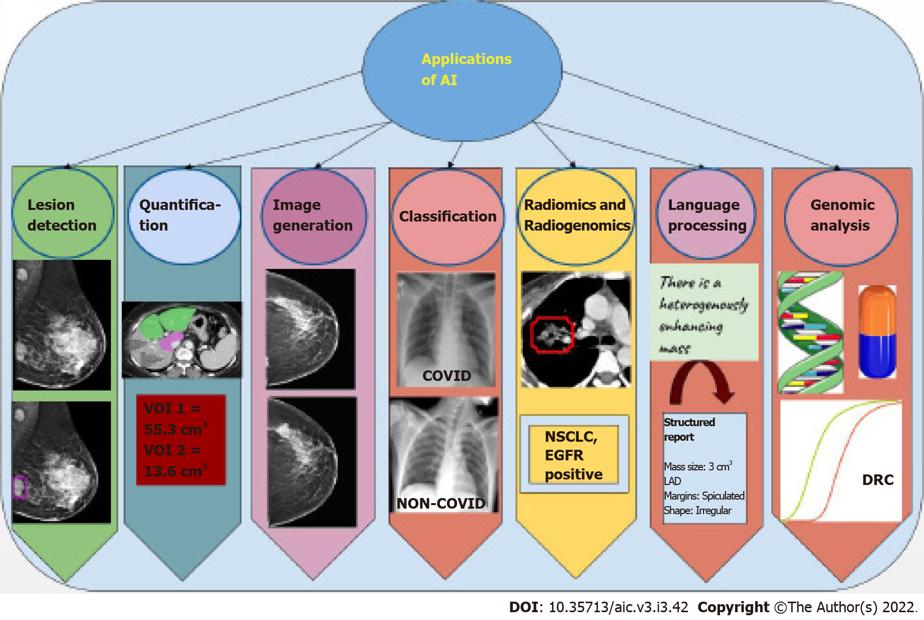 Applications
of AI
Lesion
detection
Quantifica-
tion
Image
generation
Classification
Radiomics and
Radiogenomics
Language
processing
Genomic
analysis
VOI 1 =
55.3 cm³
VOI 2 =
13.6 cm³
COVID
NON-COVID
NSCLC,
EGFR
positive
There is a
heterogenously
enhancing
mass
Structured
report
Mass size: 3 cm³
LAD
Margins: Spiculated
Shape: Irregular
DRC
DOI: 10.35713/aic.v3.i3.42 Copyright ©The Author(s) 2022.